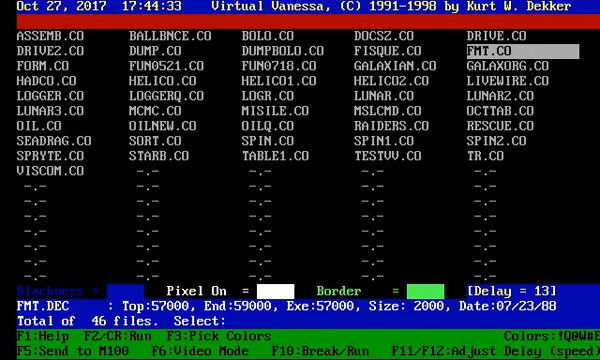 Oct 27, 2017  17:44:33    Virtual Vanessa, (C) 1991-1998 by Kurt W. Dekker
ASSEMB.CO BALLBNCE.CO BOLO.CO DOCSZ.CO DRIVE.CO
DRIVE2.CO DUMP.CO DUMPBOLO.CO FISQUE.CO FMT.CO
FORM.CO FUN0521.CO FUN0718.CO GALAXIAN.CO GALAXORG.CO
HADCO.CO HELICO.CO HELICO1.CO HELICO2.CO LIVEWIRE.CO
LOGGER.CO LOGGERQ.CO LOGR.CO LUNAR.CO LUNAR2.CO
LUNAR3.CO MCMC.CO MISILE.CO MSLCMD.CO OCTTAB.CO
OIL.CO OILNEW.CO OILQ.CO RAIDERS.CO RESCUE.CO
SEADRAG.CO SORT.CO SPIN.CO SPIN1.CO SPIN2.CO
SPRYTE.CO STARB.CO TABLE1.CO TESTVV.CO TR.CO
VISCOM.CO -.- -.- -.- -.-
-.- -.- -.- -.- -.-
-.- -.- -.- -.- -.-
-.- -.- -.- -.- -.-
-.- -.- -.- -.- -.-
-.- -.- -.- -.- -.-
-.- -.- -.- -.- -.-
-.- -.- -.- -.- -.-
Blackness = Pixel On = Border = [Delay = 13]
FMT.DEC : Top:57000, End:59000, Exe:57000, Size: 2000, Date:07/23/88
Total of 46 files. Select:
F1:Help F2/CR:Run F3:Pick Colors Colors:!QQW#E
F5:Send to M100 F6:Video Mode F10:Break/Run F11/F12:Adjust Delay (speed)